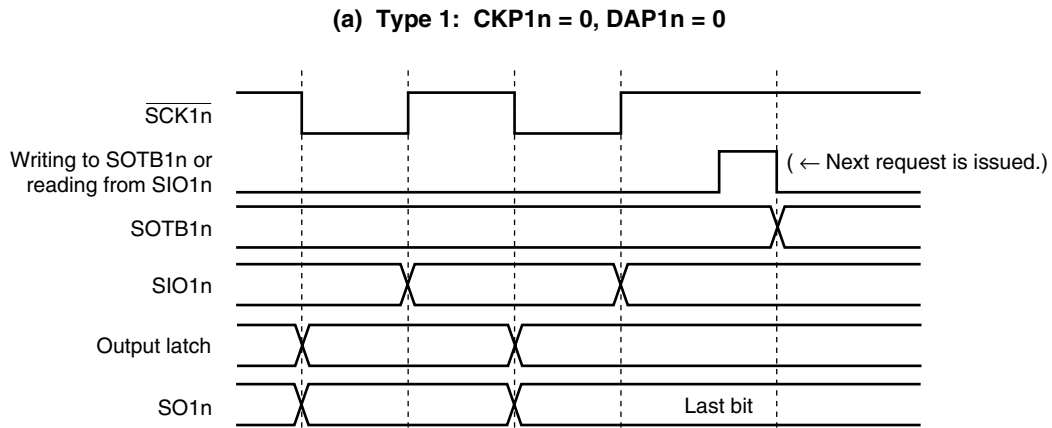 (a) Type 1: CKP1n = 0, DAP1n = 0
SCK1n
Writing to SOTB1n or
reading from SIO1n
( ← Next request is issued.)
SOTB1n
SIO1n
Output latch
SO1n
Last bit